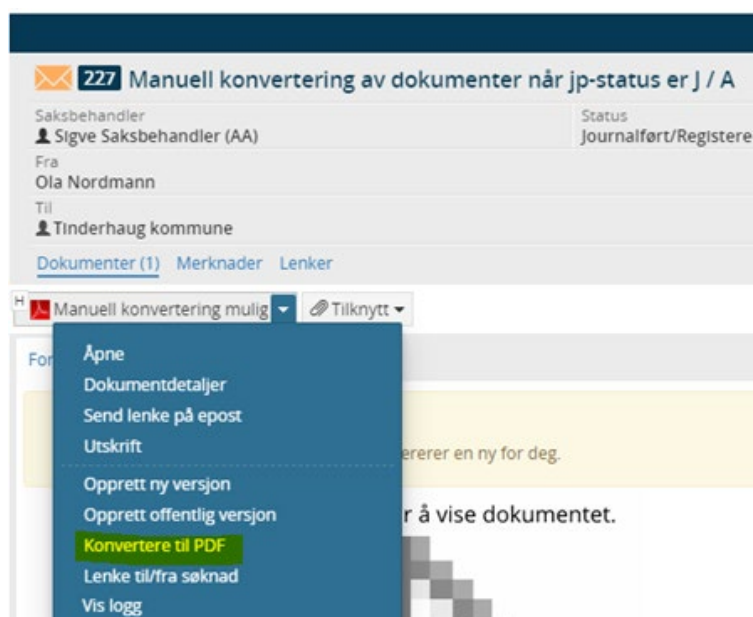 227 Manuell konvertering av dokumenter når jp-status er J / A
Saksbehandler Status
Sigve Saksbehandler (AA) Journalført/Registere
Fra
Ola Nordmann
Til
Tinderhaug kommune
Dokumenter (1) Merknader Lenker
H Manuell konvertering mulig Tilknytt
For
Åpne
Dokumentdetaljer
Send lenke på epost
Utskrift
ererer en ny for deg.
Opprett ny versjon
Opprett offentlig versjon
r å vise dokumentet.
Konvertere til PDF
Lenke til/fra søknad
Vis logg